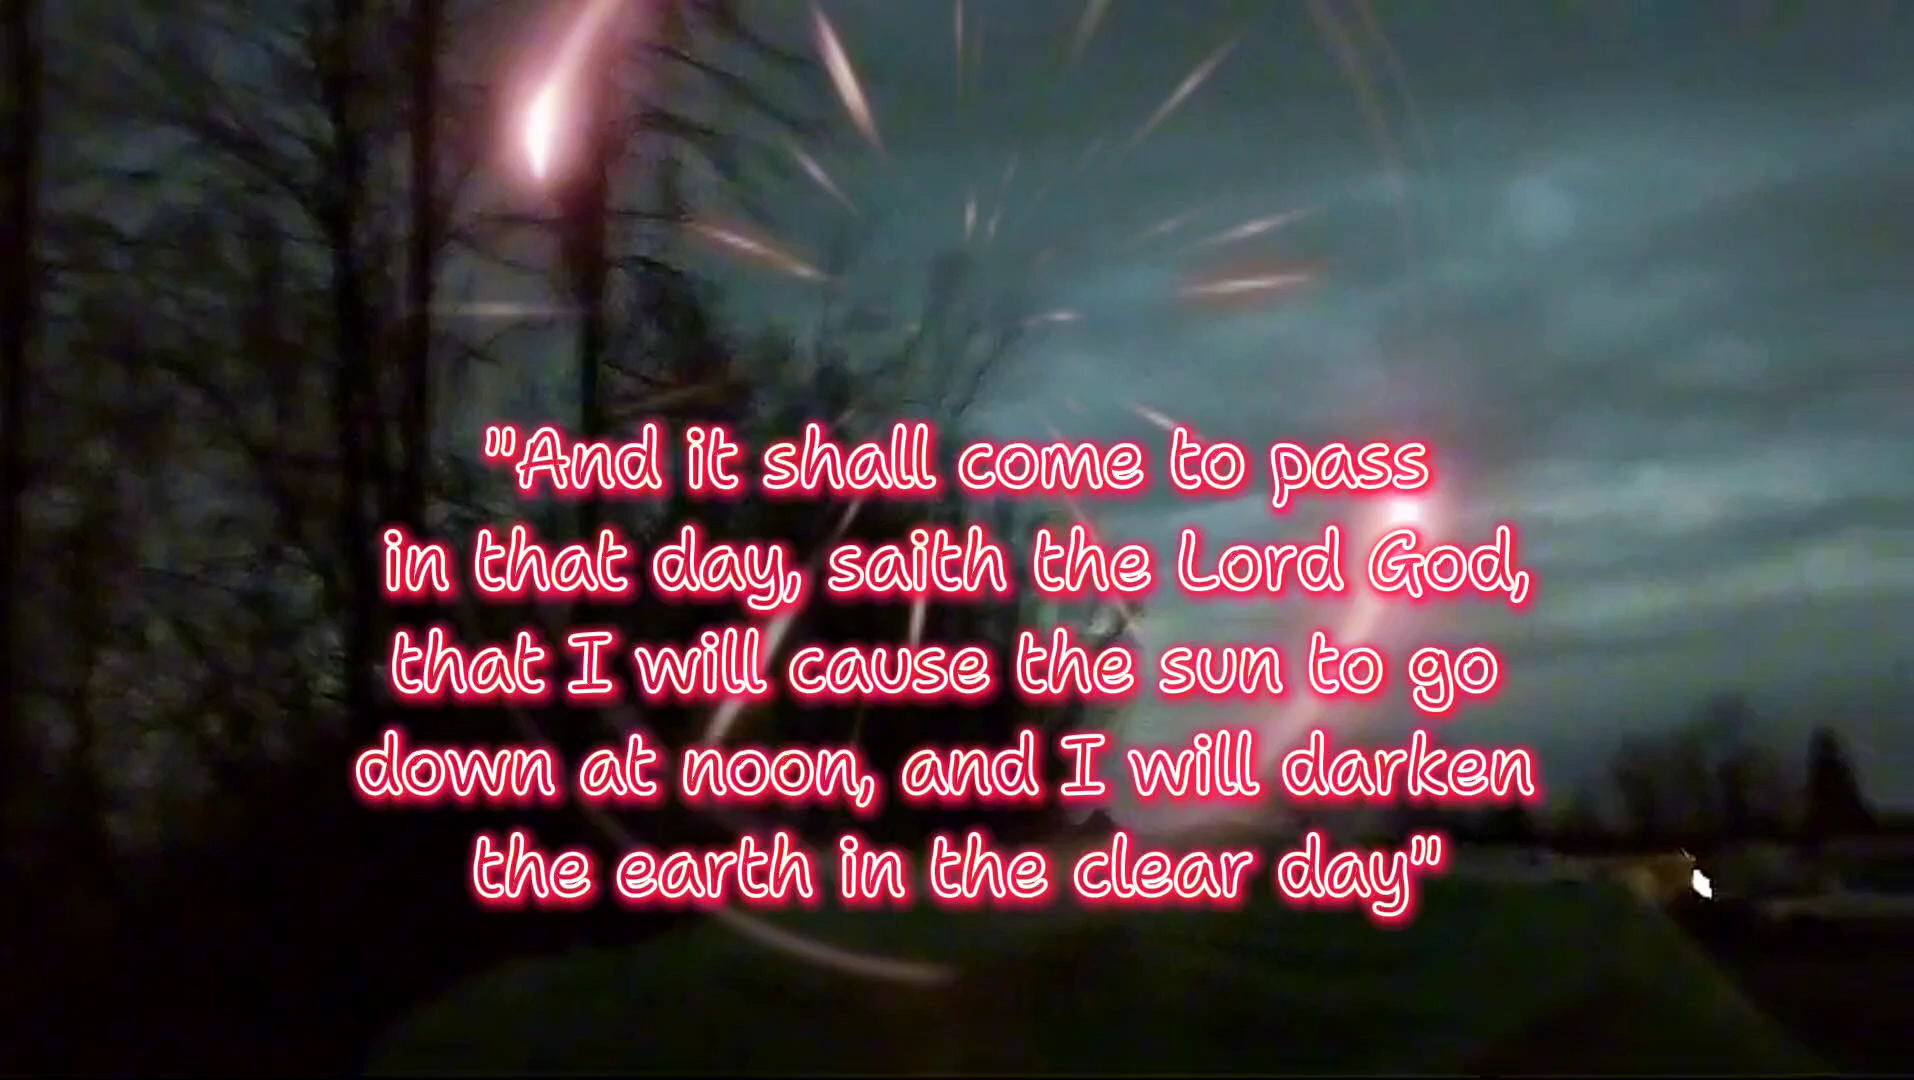 "And it shall come to pass
in that day, saith the Lord God,
that I will cause the sun to go
down at noon, and I will darken
the earth in the clear day"